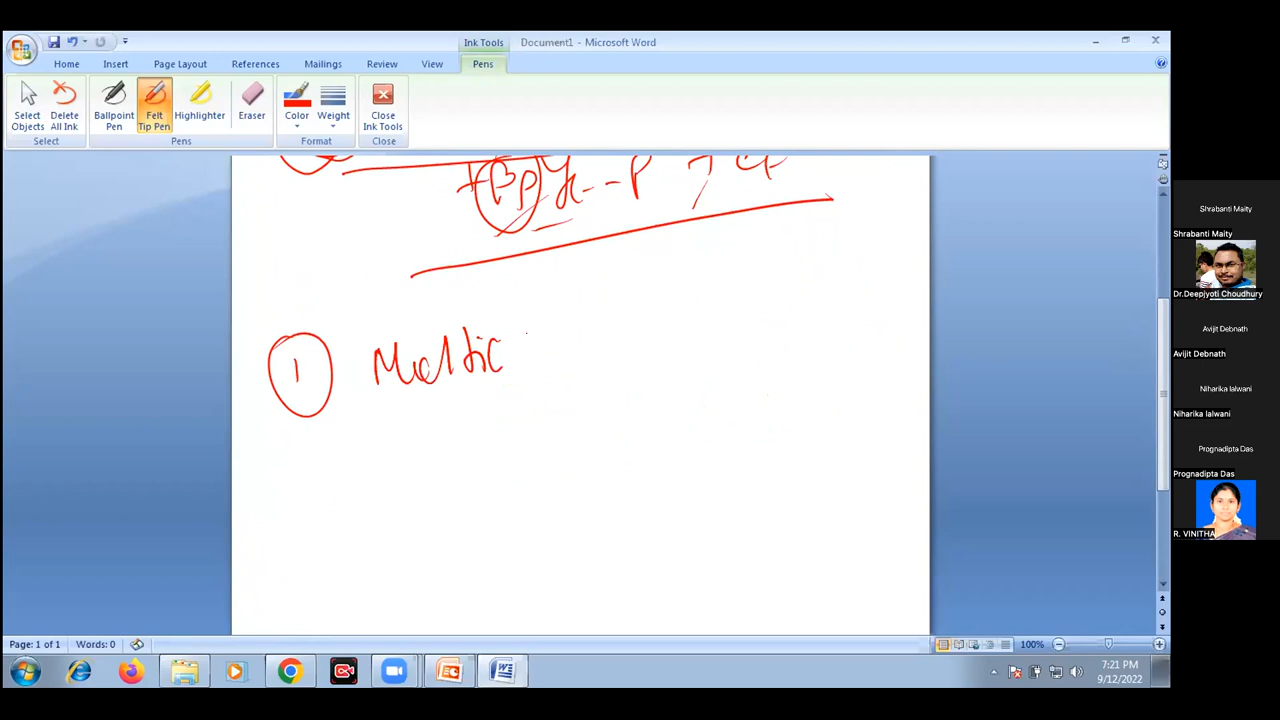 Ink Tools Document1 - Microsoft Word
Home Insert Page Layout References Mailings Review View Pens
Select Objects Delete All Ink Ballpoint Pen Felt Tip Pen Highlighter Eraser Color Weight Close Ink Tools
Select Pens Format Close
+ βp Yt--p
① Multic
Page: 1 of 1 Words: 0 100%
7:21 PM
9/12/2022
Shrabanti Maity
Shrabanti Maity
Dr.Deepjyoti Choudhury
Avijit Debnath
Avijit Debnath
Niharika lalwani
Niharika lalwani
Prognadipta Das
Prognadipta Das
R. VINITHA